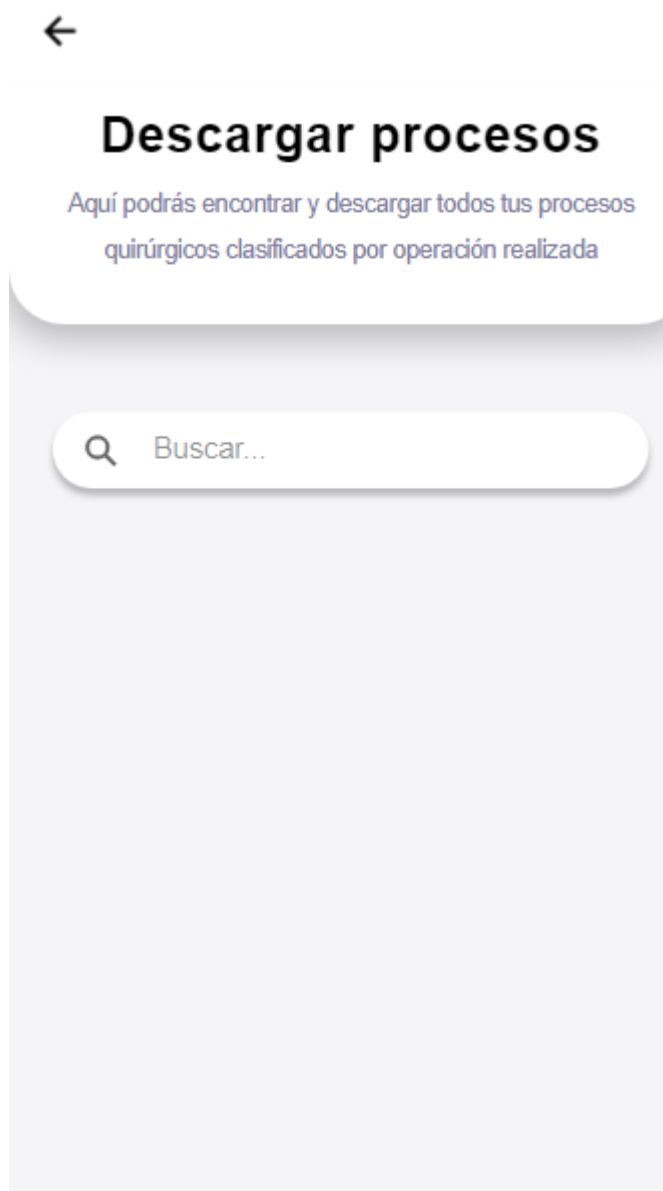 Descargar procesos
Aquí podrás encontrar y descargar todos tus procesos
quirúrgicos clasificados por operación realizada
Buscar...